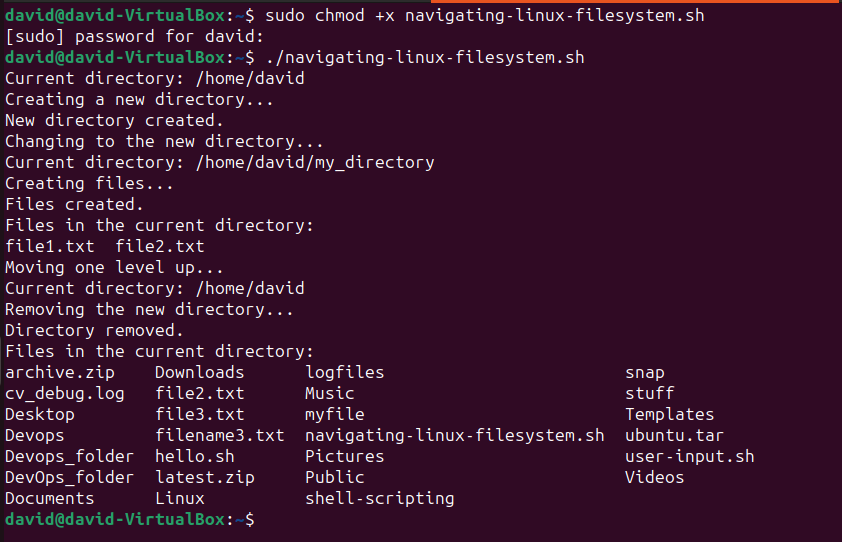 david@david-VirtualBox:~$ sudo chmod +x navigating-linux-filesystem.sh
[sudo] password for david:
david@david-VirtualBox:~$ ./navigating-linux-filesystem.sh
Current directory: /home/david
Creating a new directory...
New directory created.
Changing to the new directory...
Current directory: /home/david/my_directory
Creating files...
Files created.
Files in the current directory:
file1.txt  file2.txt
Moving one level up...
Current directory: /home/david
Removing the new directory...
Directory removed.
Files in the current directory:
archive.zip    Downloads      logfiles                        snap
cv_debug.log   file2.txt      Music                           stuff
Desktop        file3.txt      myfile                          Templates
Devops         filename3.txt  navigating-linux-filesystem.sh  ubuntu.tar
Devops_folder  hello.sh       Pictures                        user-input.sh
DevOps_folder  latest.zip     Public                          Videos
Documents      Linux          shell-scripting
david@david-VirtualBox:~$